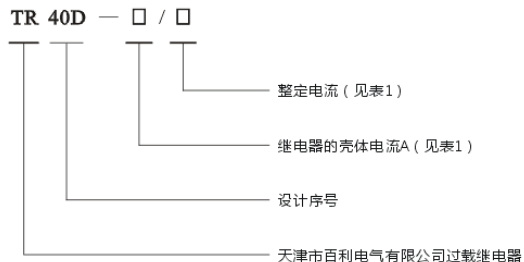 TR 40D — □ / □
整定电流（见表1）
继电器的壳体电流A（见表1）
设计序号
天津市百利电气有限公司过载继电器